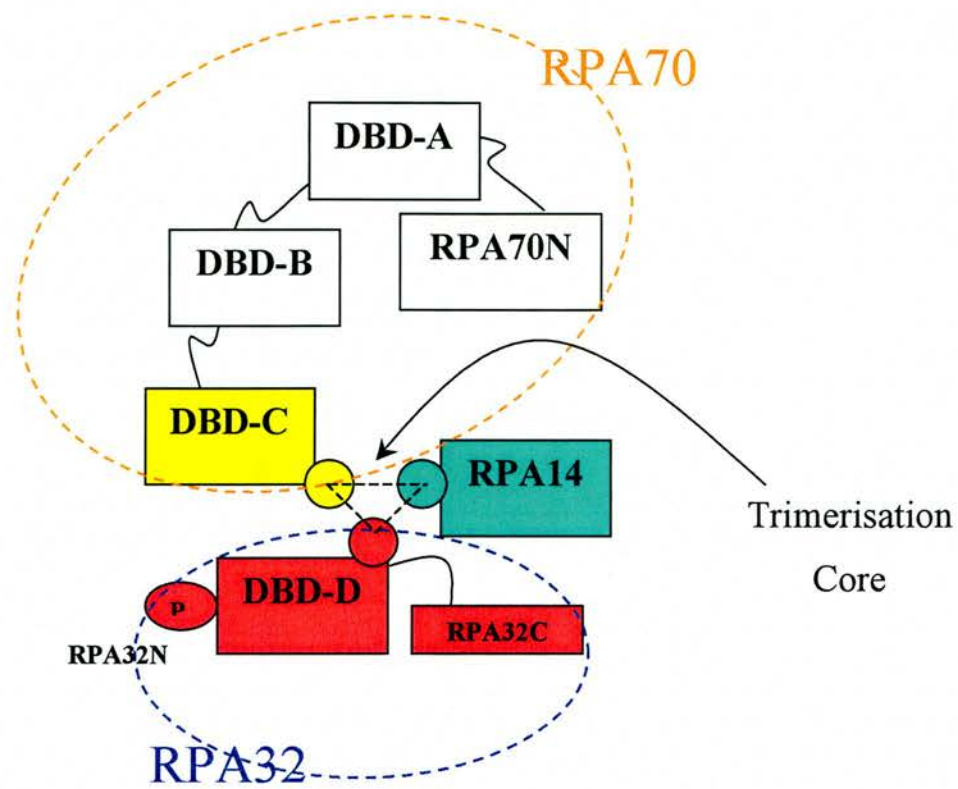 RPA70
DBD-A
RPA70N
DBD-B
DBD-C
RPA14
Trimerisation
Core
DBD-D
P
RPA32C
RPA32N
RPA32